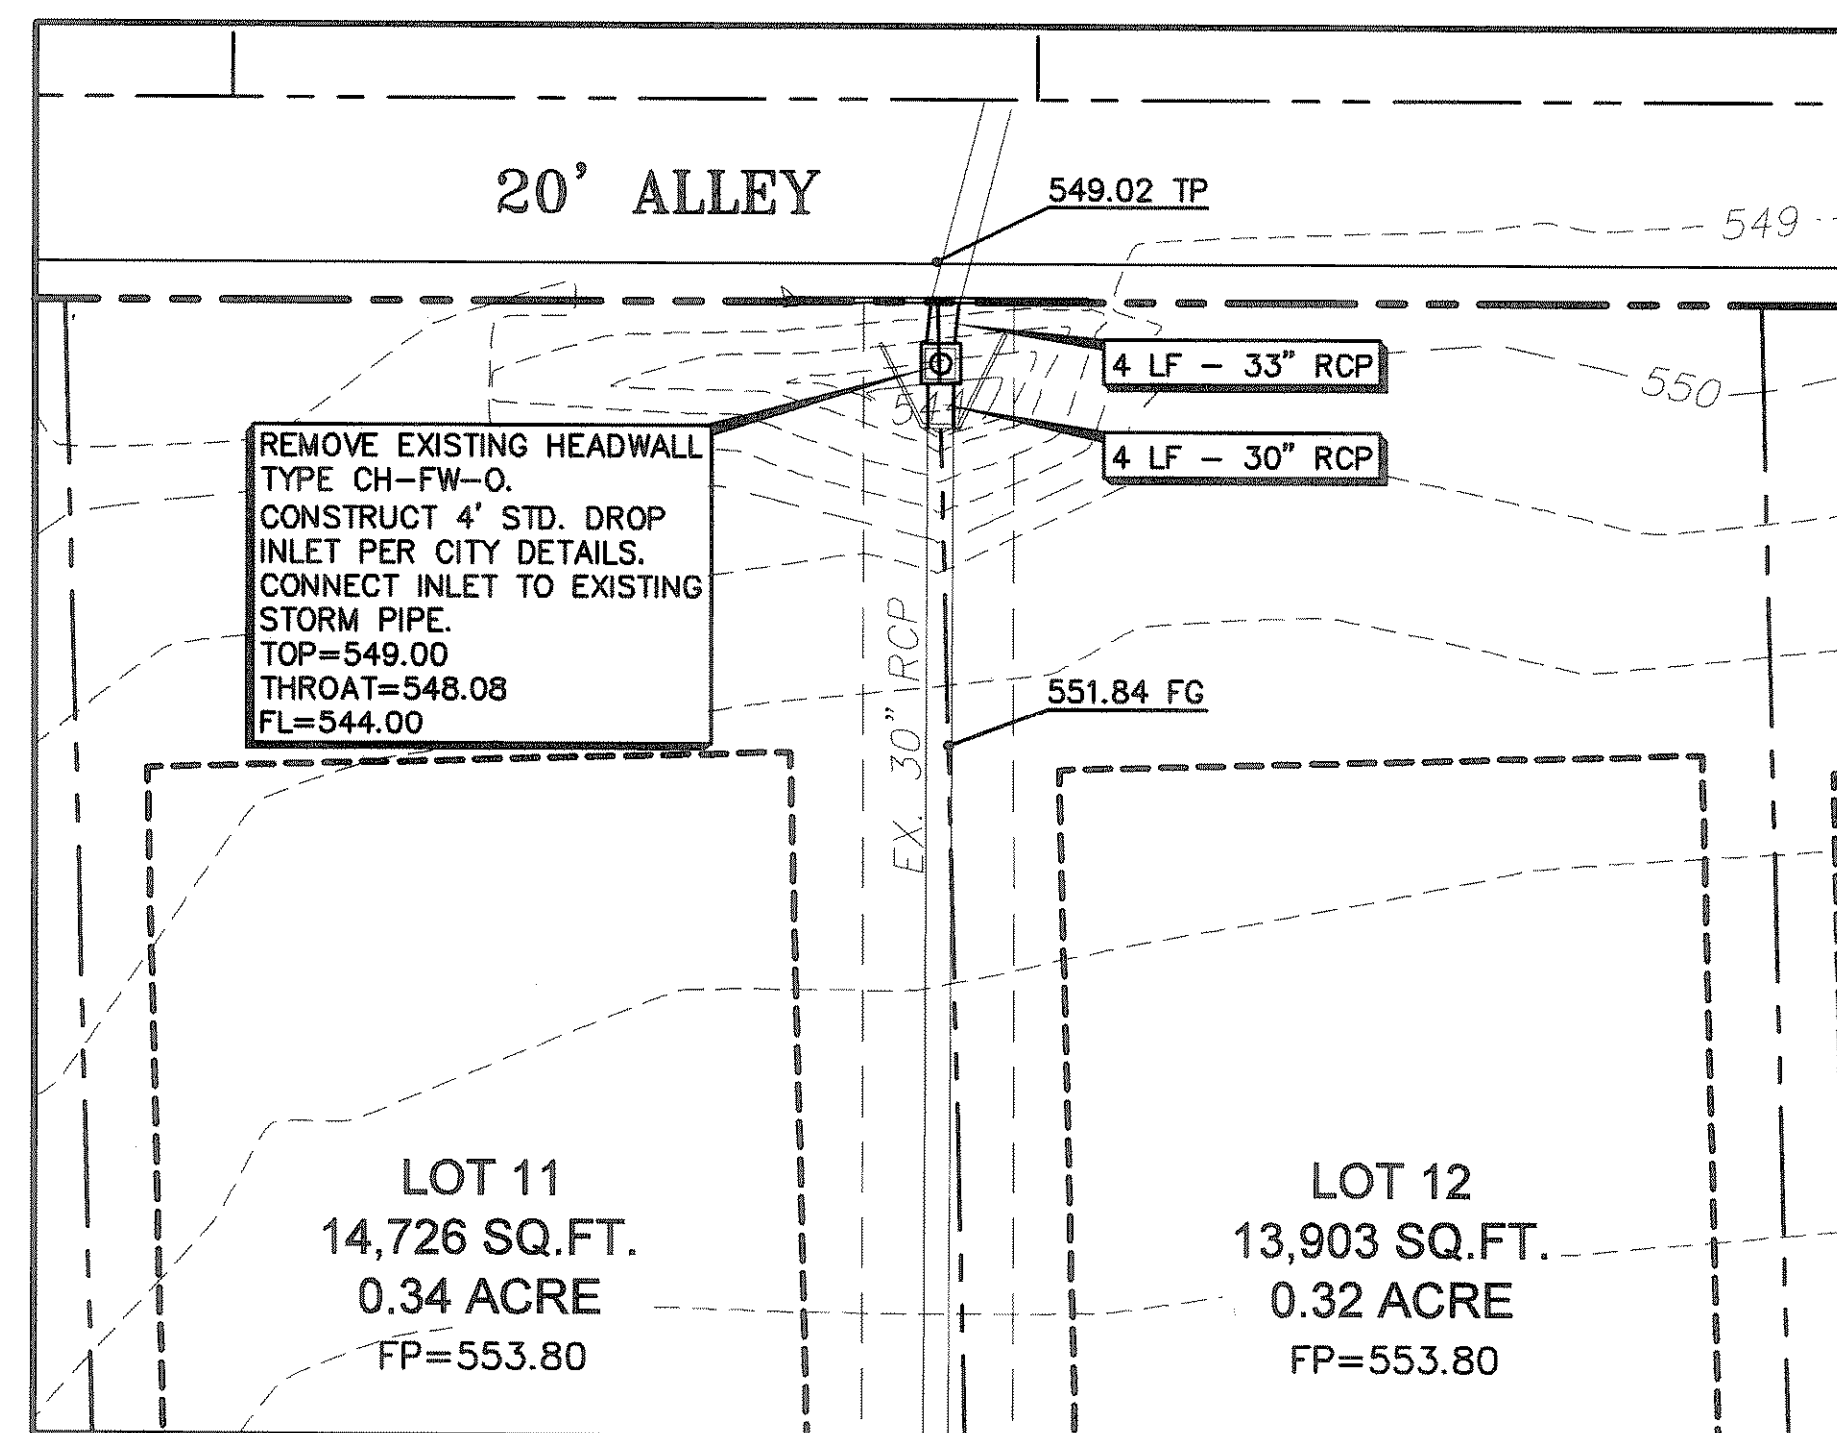 20' ALLEY
549.02 TP
549
4 LF - 33" RCP
550
4 LF - 30" RCP
REMOVE EXISTING HEADWALL
TYPE CH-FW-O.
CONSTRUCT 4' STD. DROP
INLET PER CITY DETAILS.
CONNECT INLET TO EXISTING
STORM PIPE.
TOP=549.00
THROAT=548.08
FL=544.00
EX. 30" RCP
551.84 FG
LOT 11
14,726 SQ.FT.
0.34 ACRE
FP=553.80
LOT 12
13,903 SQ.FT.
0.32 ACRE
FP=553.80